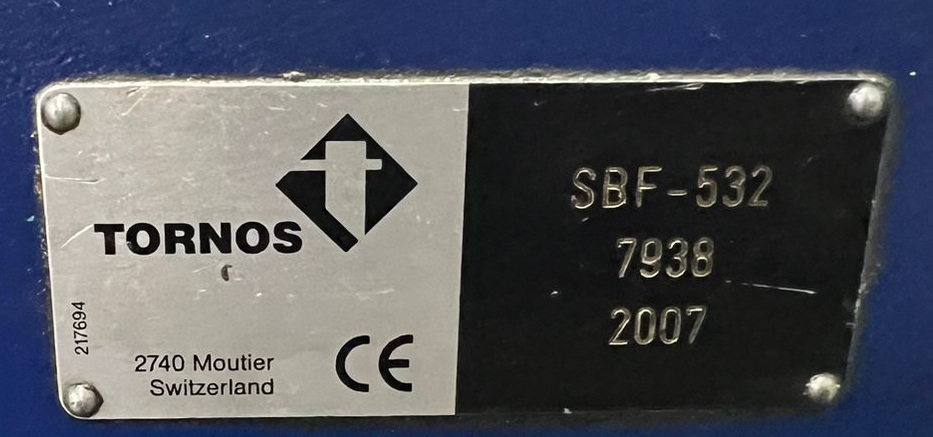 TORNOS
217694
2740 Moutier
Switzerland
CE
SBF-532
7938
2007